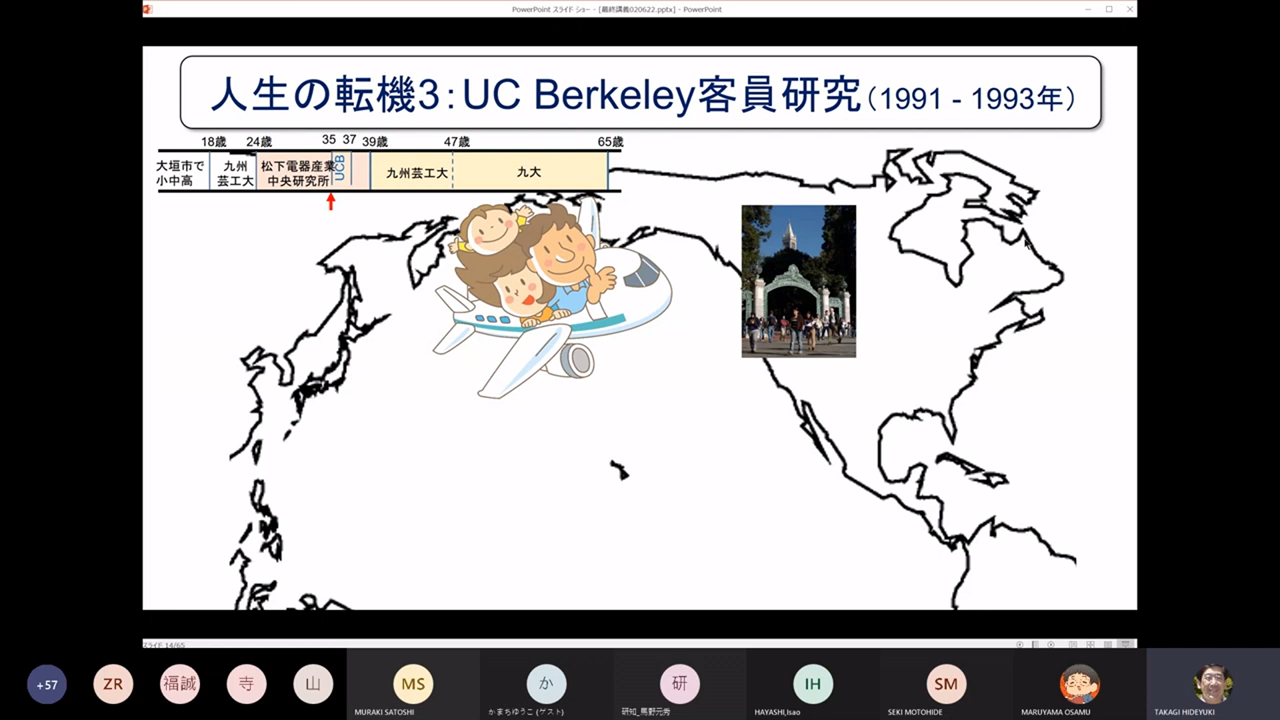 PowerPoint スライド ショー - [最終講義020622.pptx] - PowerPoint
人生の転機3：UC Berkeley客員研究（1991 - 1993年）
18歳 24歳 35 37 39歳 47歳 65歳
大垣市で
小中高
九州
芸工大
松下電器産業
中央研究所
UCB
九州芸工大
九大
スライド 14/65
+57
ZR
福誠
寺
山
MS
MURAKI SATOSHI
か
かまちゆうこ (ゲスト)
研
研知_馬野元秀
IH
HAYASHI,Isao
SM
SEKI MOTOHIDE
MARUYAMA OSAMU
TAKAGI HIDEYUKI